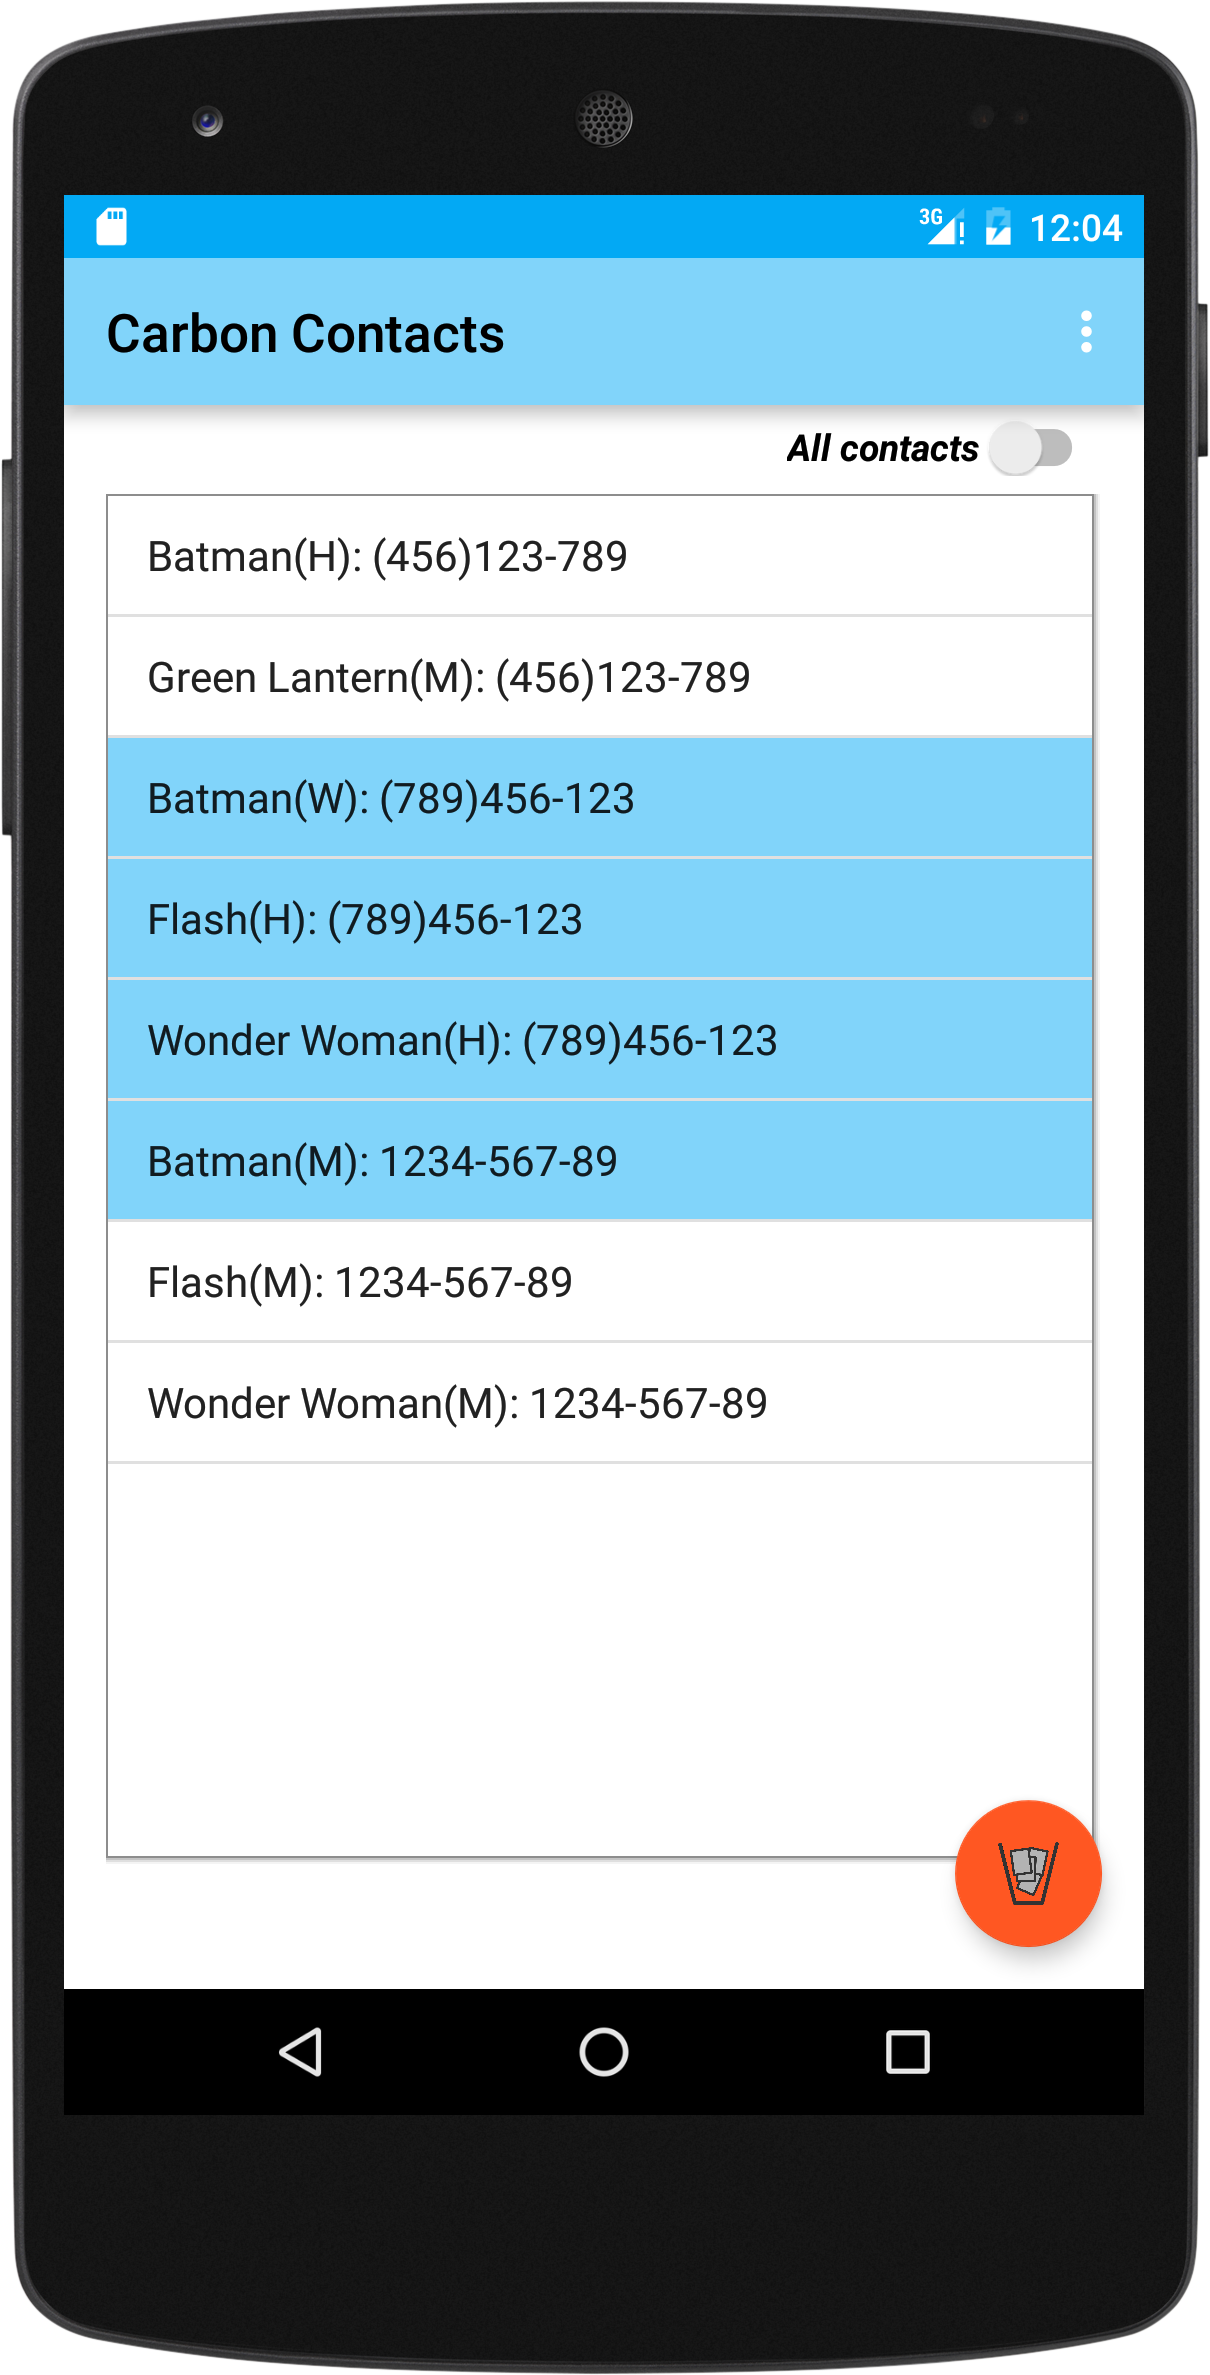 3G 12:04
Carbon Contacts
All contacts
Batman(H): (456)123-789
Green Lantern(M): (456)123-789
Batman(W): (789)456-123
Flash(H): (789)456-123
Wonder Woman(H): (789)456-123
Batman(M): 1234-567-89
Flash(M): 1234-567-89
Wonder Woman(M): 1234-567-89